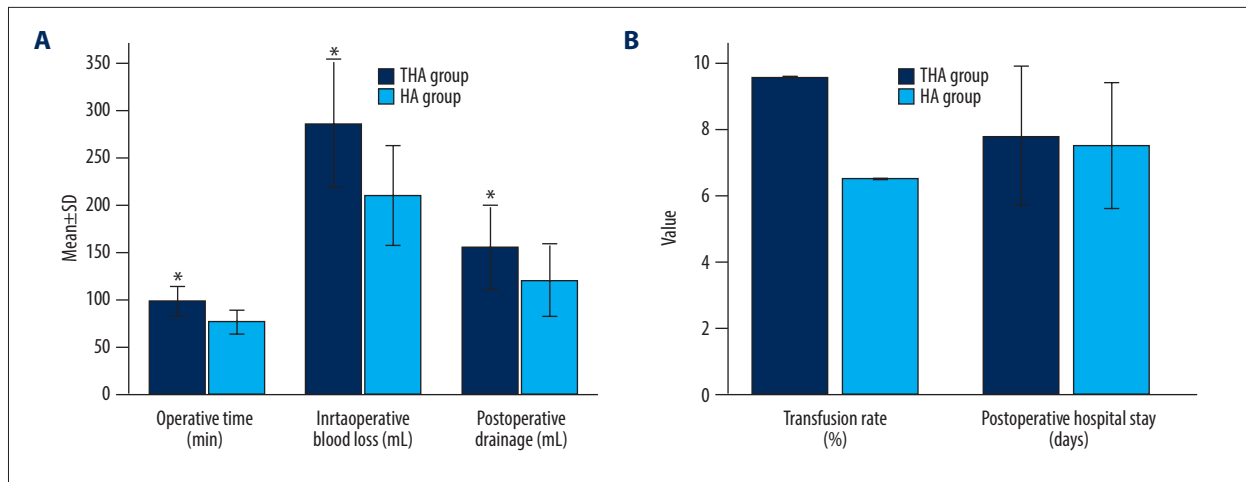 A
350
300
250
200
150
100
50
0
Mean±SD
*
*
*
THA group
HA group
Operative time
(min)
Inrtaoperative
blood loss (mL)
Postoperative
drainage (mL)
B
10
8
6
4
2
0
Value
THA group
HA group
Transfusion rate
(%)
Postoperative hospital stay
(days)